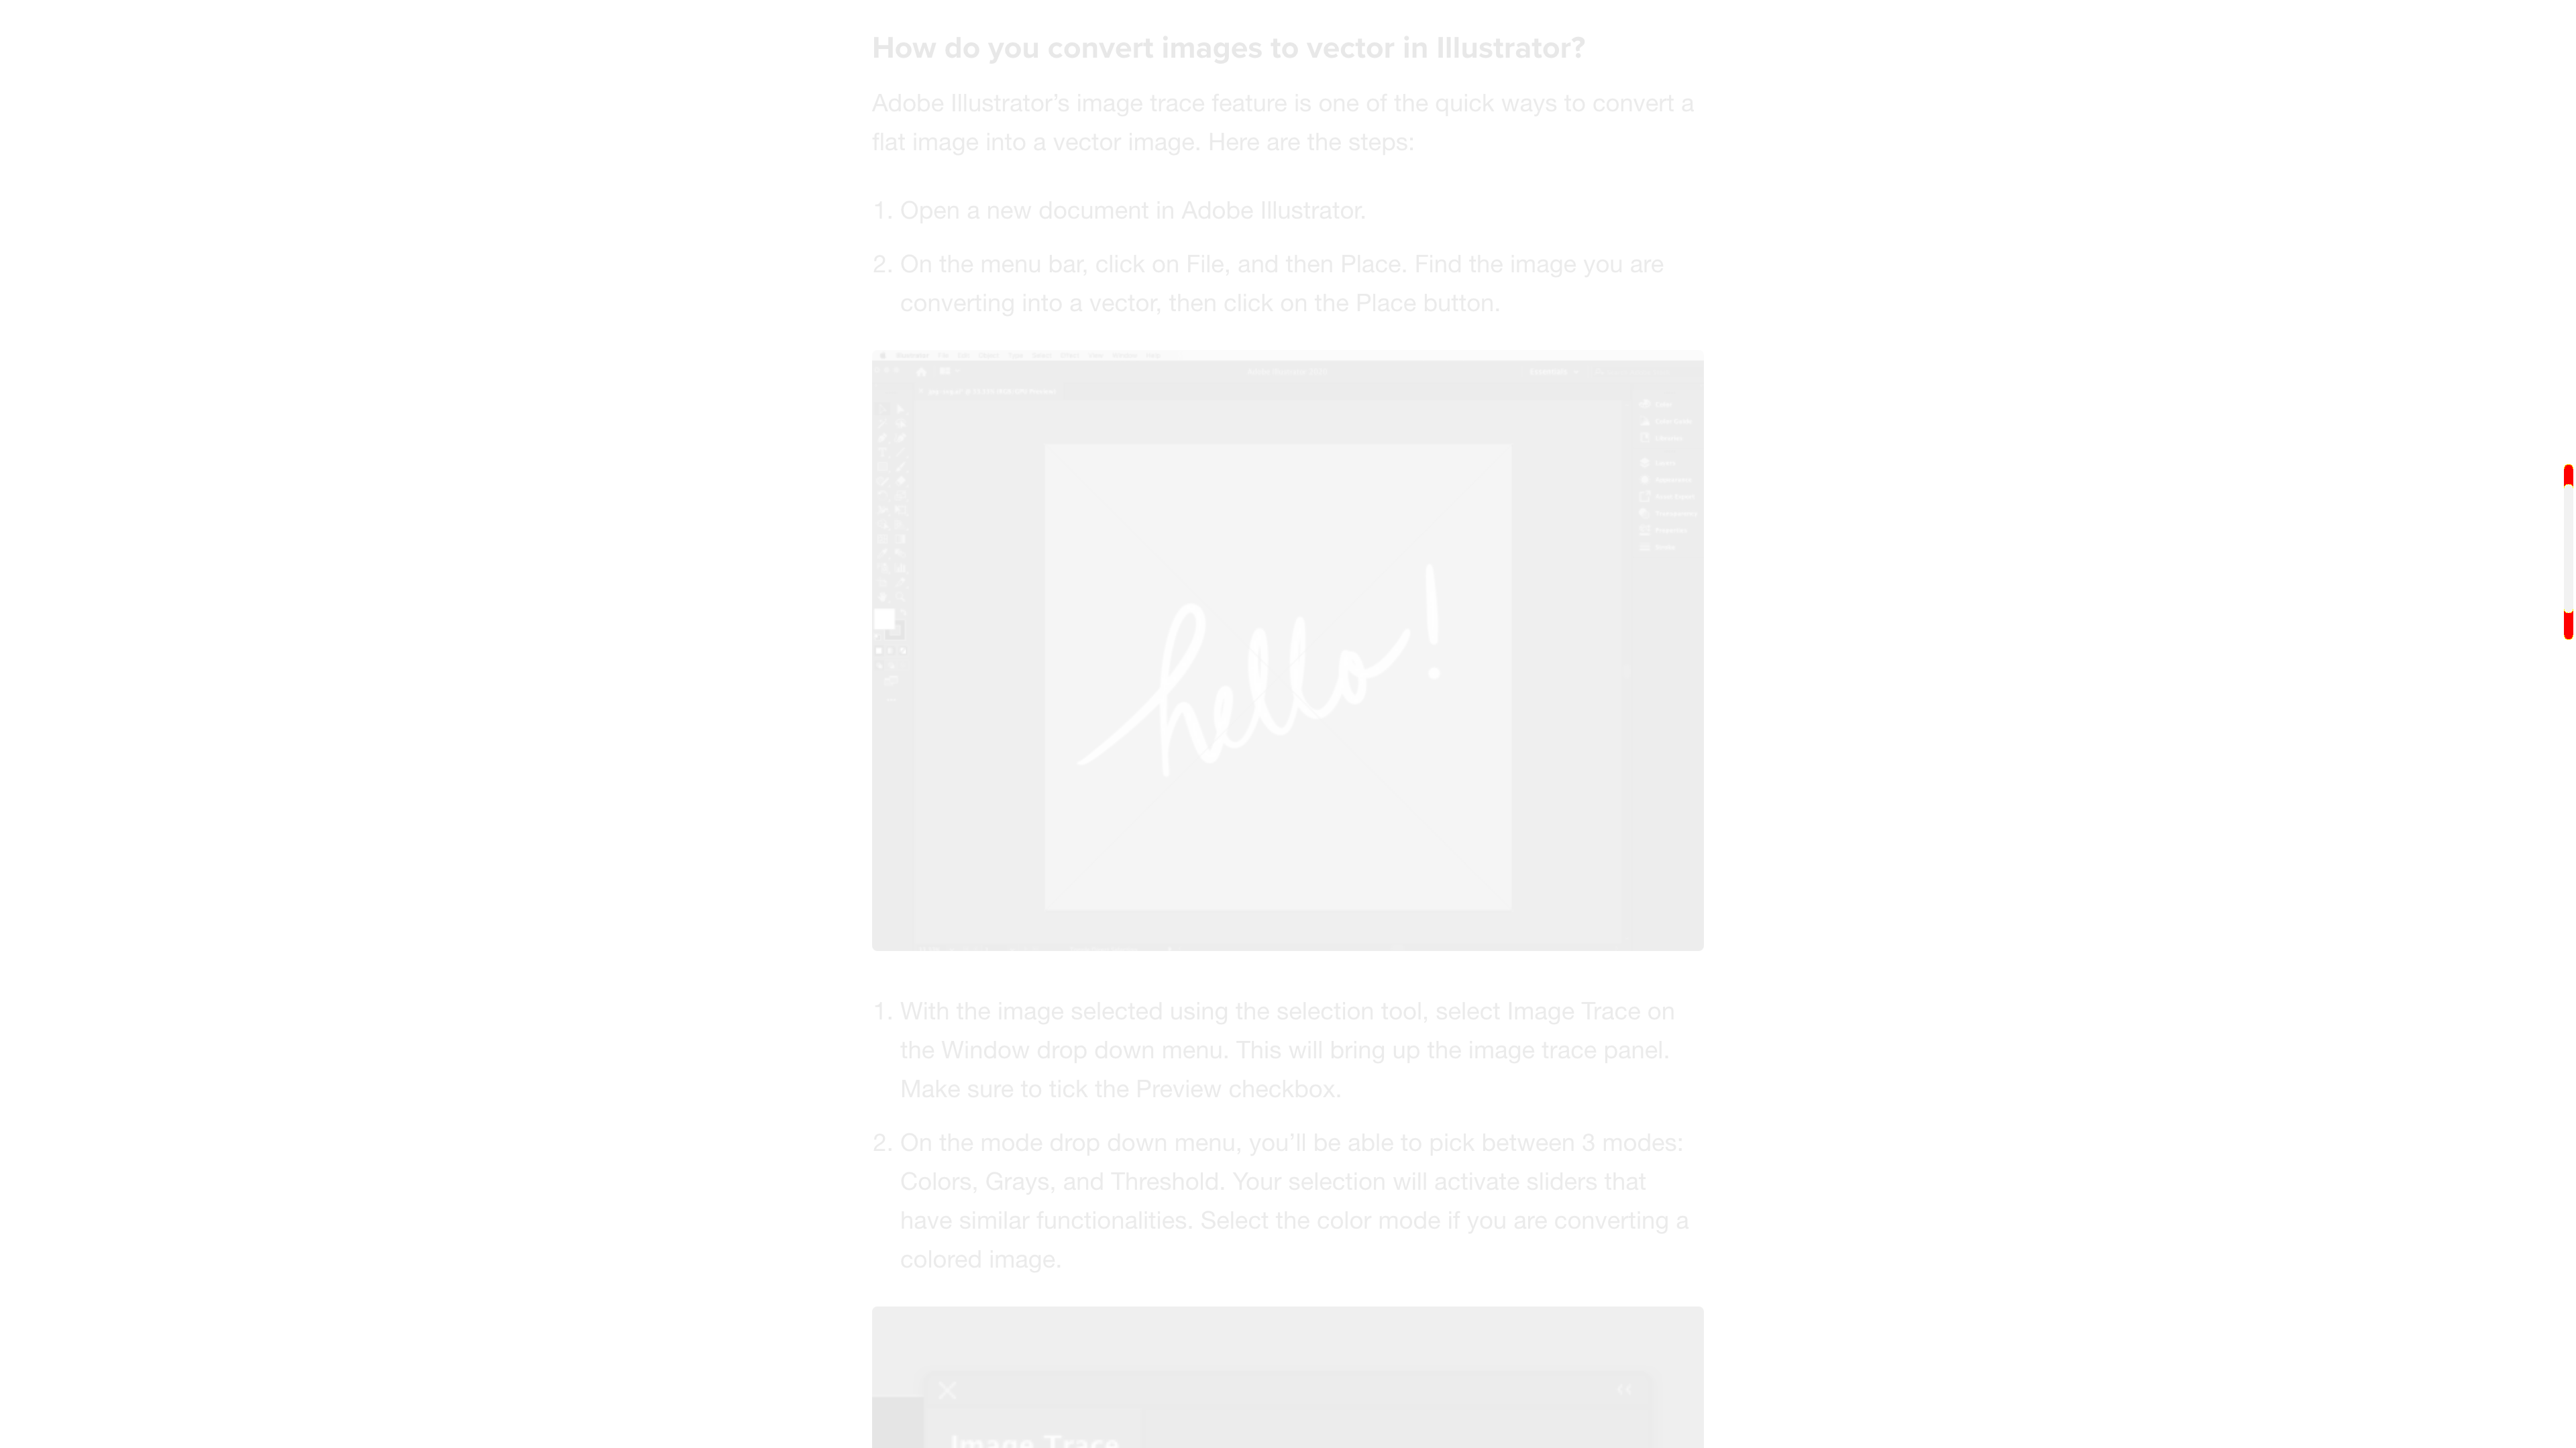 How do you convert images to vector in Illustrator?
Adobe Illustrator’s image trace feature is one of the quick ways to convert a
flat image into a vector image. Here are the steps:
1. Open a new document in Adobe Illustrator.
2. On the menu bar, click on File, and then Place. Find the image you are
converting into a vector, then click on the Place button.
hello!
1. With the image selected using the selection tool, select Image Trace on
the Window drop down menu. This will bring up the image trace panel.
Make sure to tick the Preview checkbox.
2. On the mode drop down menu, you’ll be able to pick between 3 modes:
Colors, Grays, and Threshold. Your selection will activate sliders that
have similar functionalities. Select the color mode if you are converting a
colored image.
Image Trace